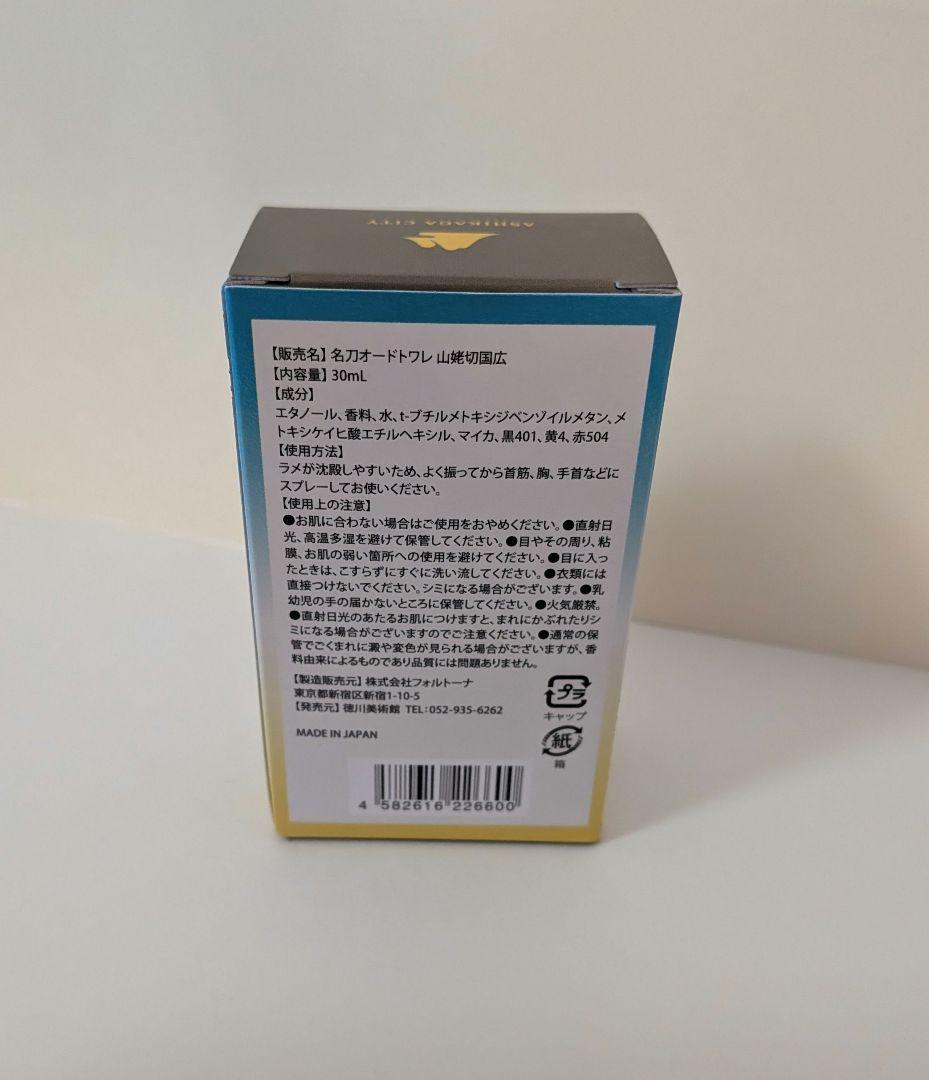 ASHIKAGA CITY
【販売名】名刀オードトワレ 山姥切国広
【内容量】30mL
【成分】
エタノール、香料、水、t-ブチルメトキシジベンゾイルメタン、メ
トキシケイヒ酸エチルヘキシル、マイカ、黒401、黄4、赤504
【使用方法】
ラメが沈殿しやすいため、よく振ってから首筋、胸、手首などに
スプレーしてお使いください。
【使用上の注意】
●お肌に合わない場合はご使用をおやめください。●直射日
光、高温多湿を避けて保管してください。●目やその周り、粘
膜、お肌の弱い箇所への使用を避けてください。●目に入っ
たときは、こすらずにすぐに洗い流してください。●衣類には
直接つけないでください。シミになる場合がございます。●乳
幼児の手の届かないところに保管してください。●火気厳禁。
●直射日光のあたるお肌につけますと、まれにかぶれたりシ
ミになる場合がございますのでご注意ください。●通常の保
管でごくまれに澱や変色が見られる場合がございますが、香
料由来によるものであり品質には問題ありません。
【製造販売元】株式会社フォルトーナ
東京都新宿区新宿1-10-5
【発売元】徳川美術館 TEL：052-935-6262
プラ
キャップ
MADE IN JAPAN
紙
箱
4 582616 226600